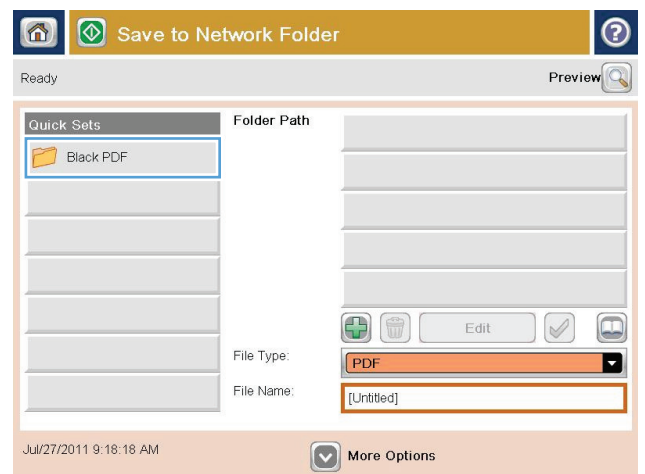 Save to Network Folder
Ready
Preview
Quick Sets
Folder Path
Black PDF
Edit
File Type:
PDF
File Name:
[Untitled]
Jul/27/2011 9:18:18 AM
More Options